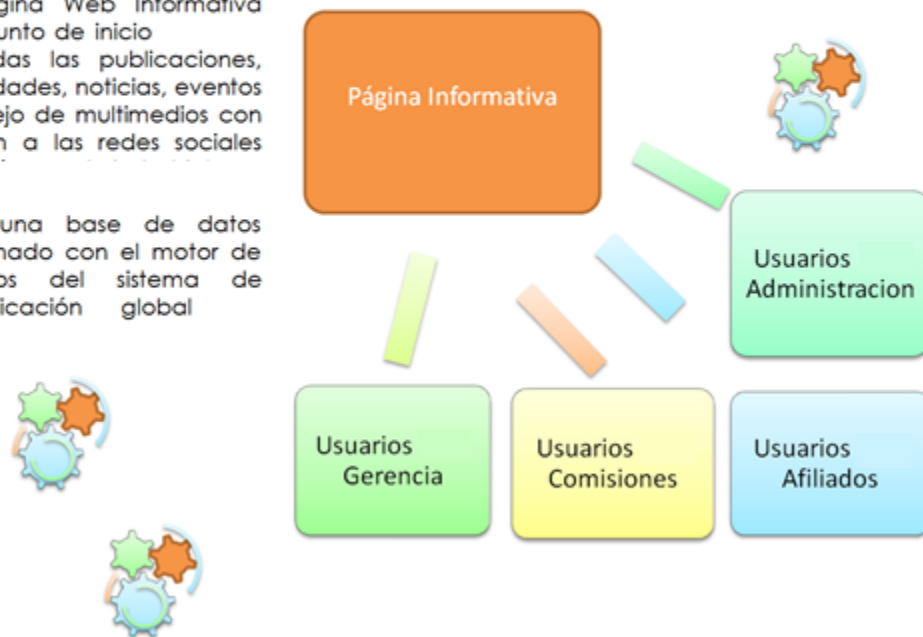 Página Web Informativa
punto de inicio
das las publicaciones,
dades, noticias, eventos
ejo de multimedios con
n a las redes sociales
una base de datos
nado con el motor de
os del sistema de
icación global
Página Informativa
Usuarios
Administracion
Usuarios
Gerencia
Usuarios
Comisiones
Usuarios
Afiliados